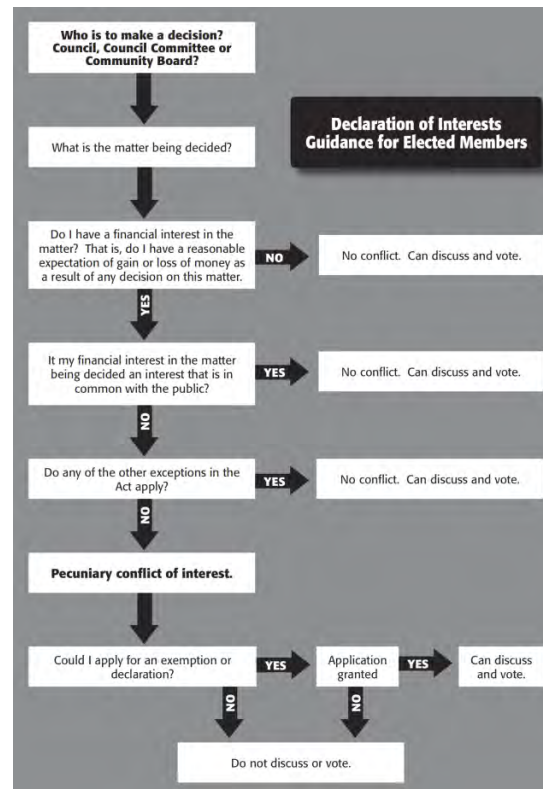 Who is to make a decision?
Council, Council Committee or
Community Board?
Declaration of Interests
Guidance for Elected Members
What is the matter being decided?
Do I have a financial interest in the
matter? That is, do I have a reasonable
expectation of gain or loss of money as
a result of any decision on this matter.
NO
No conflict. Can discuss and vote.
YES
It my financial interest in the matter
being decided an interest that is in
common with the public?
YES
No conflict. Can discuss and vote.
NO
Do any of the other exceptions in the
Act apply?
YES
No conflict. Can discuss and vote.
NO
Pecuniary conflict of interest.
Could I apply for an exemption or
declaration?
YES
Application
granted
YES
Can discuss
and vote.
NO
NO
Do not discuss or vote.